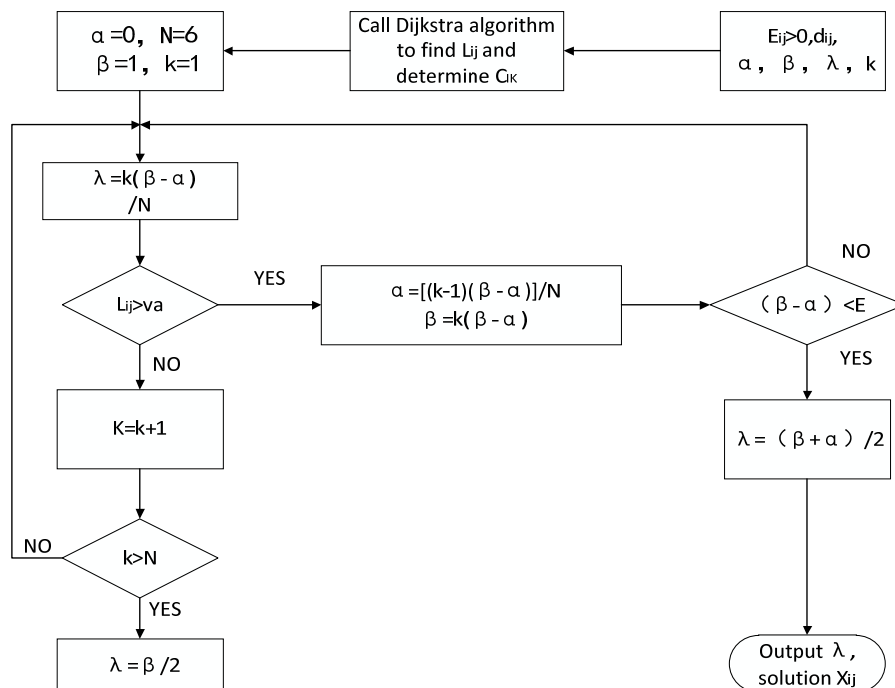 α=0, N=6
β=1, k=1
Call Dijkstra algorithm
to find Lij and
determine CIK
Eij>0,dij,
α, β, λ, k
λ=k(β-α)
/N
Lij>va
YES
α=[(k-1)(β-α)]/N
β=k(β-α)
NO
(β-α)<E
NO
YES
K=k+1
λ=(β+α)/2
k>N
NO
YES
λ=β/2
Output λ,
solution Xij